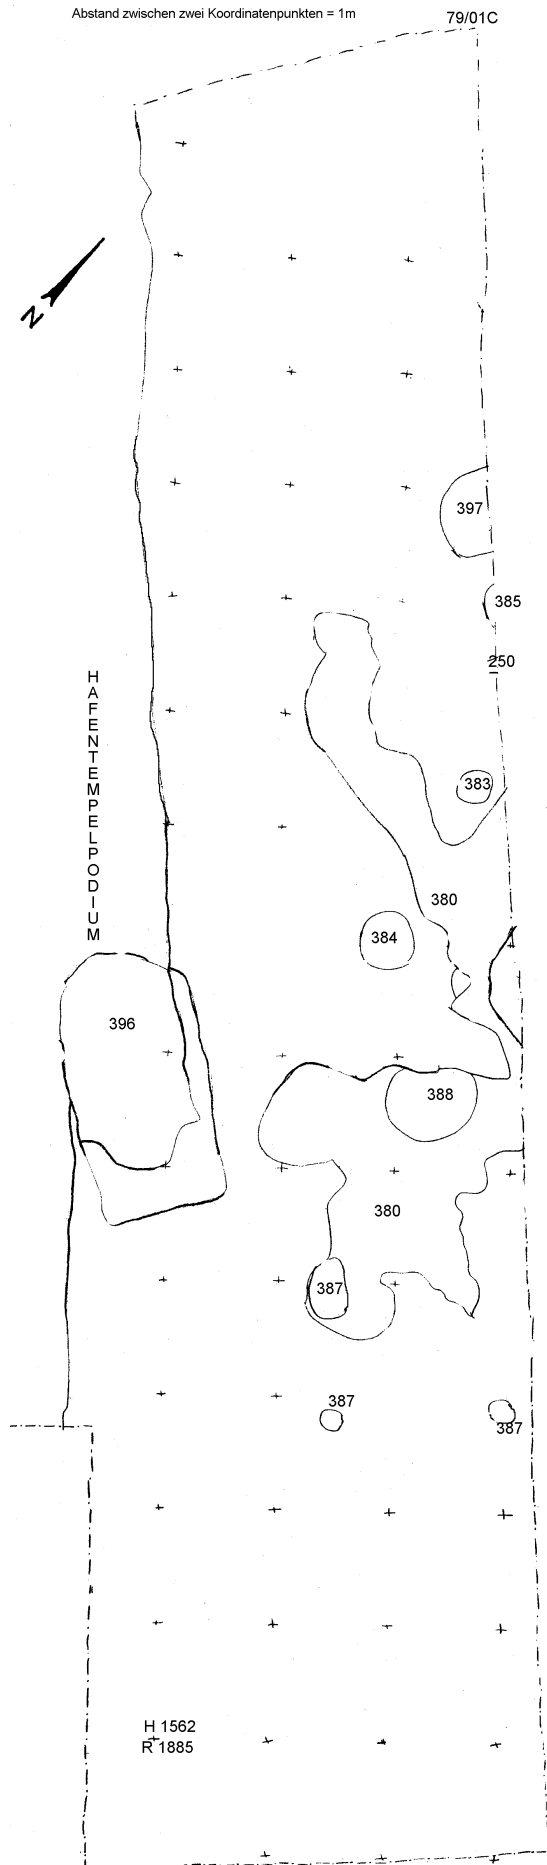 Abstand zwischen zwei Koordinatenpunkten = 1m
79/01C
N
397
385
250
HAFENTEMPELPODIUM
383
380
384
396
388
380
387
387
387
H 1562
R 1885